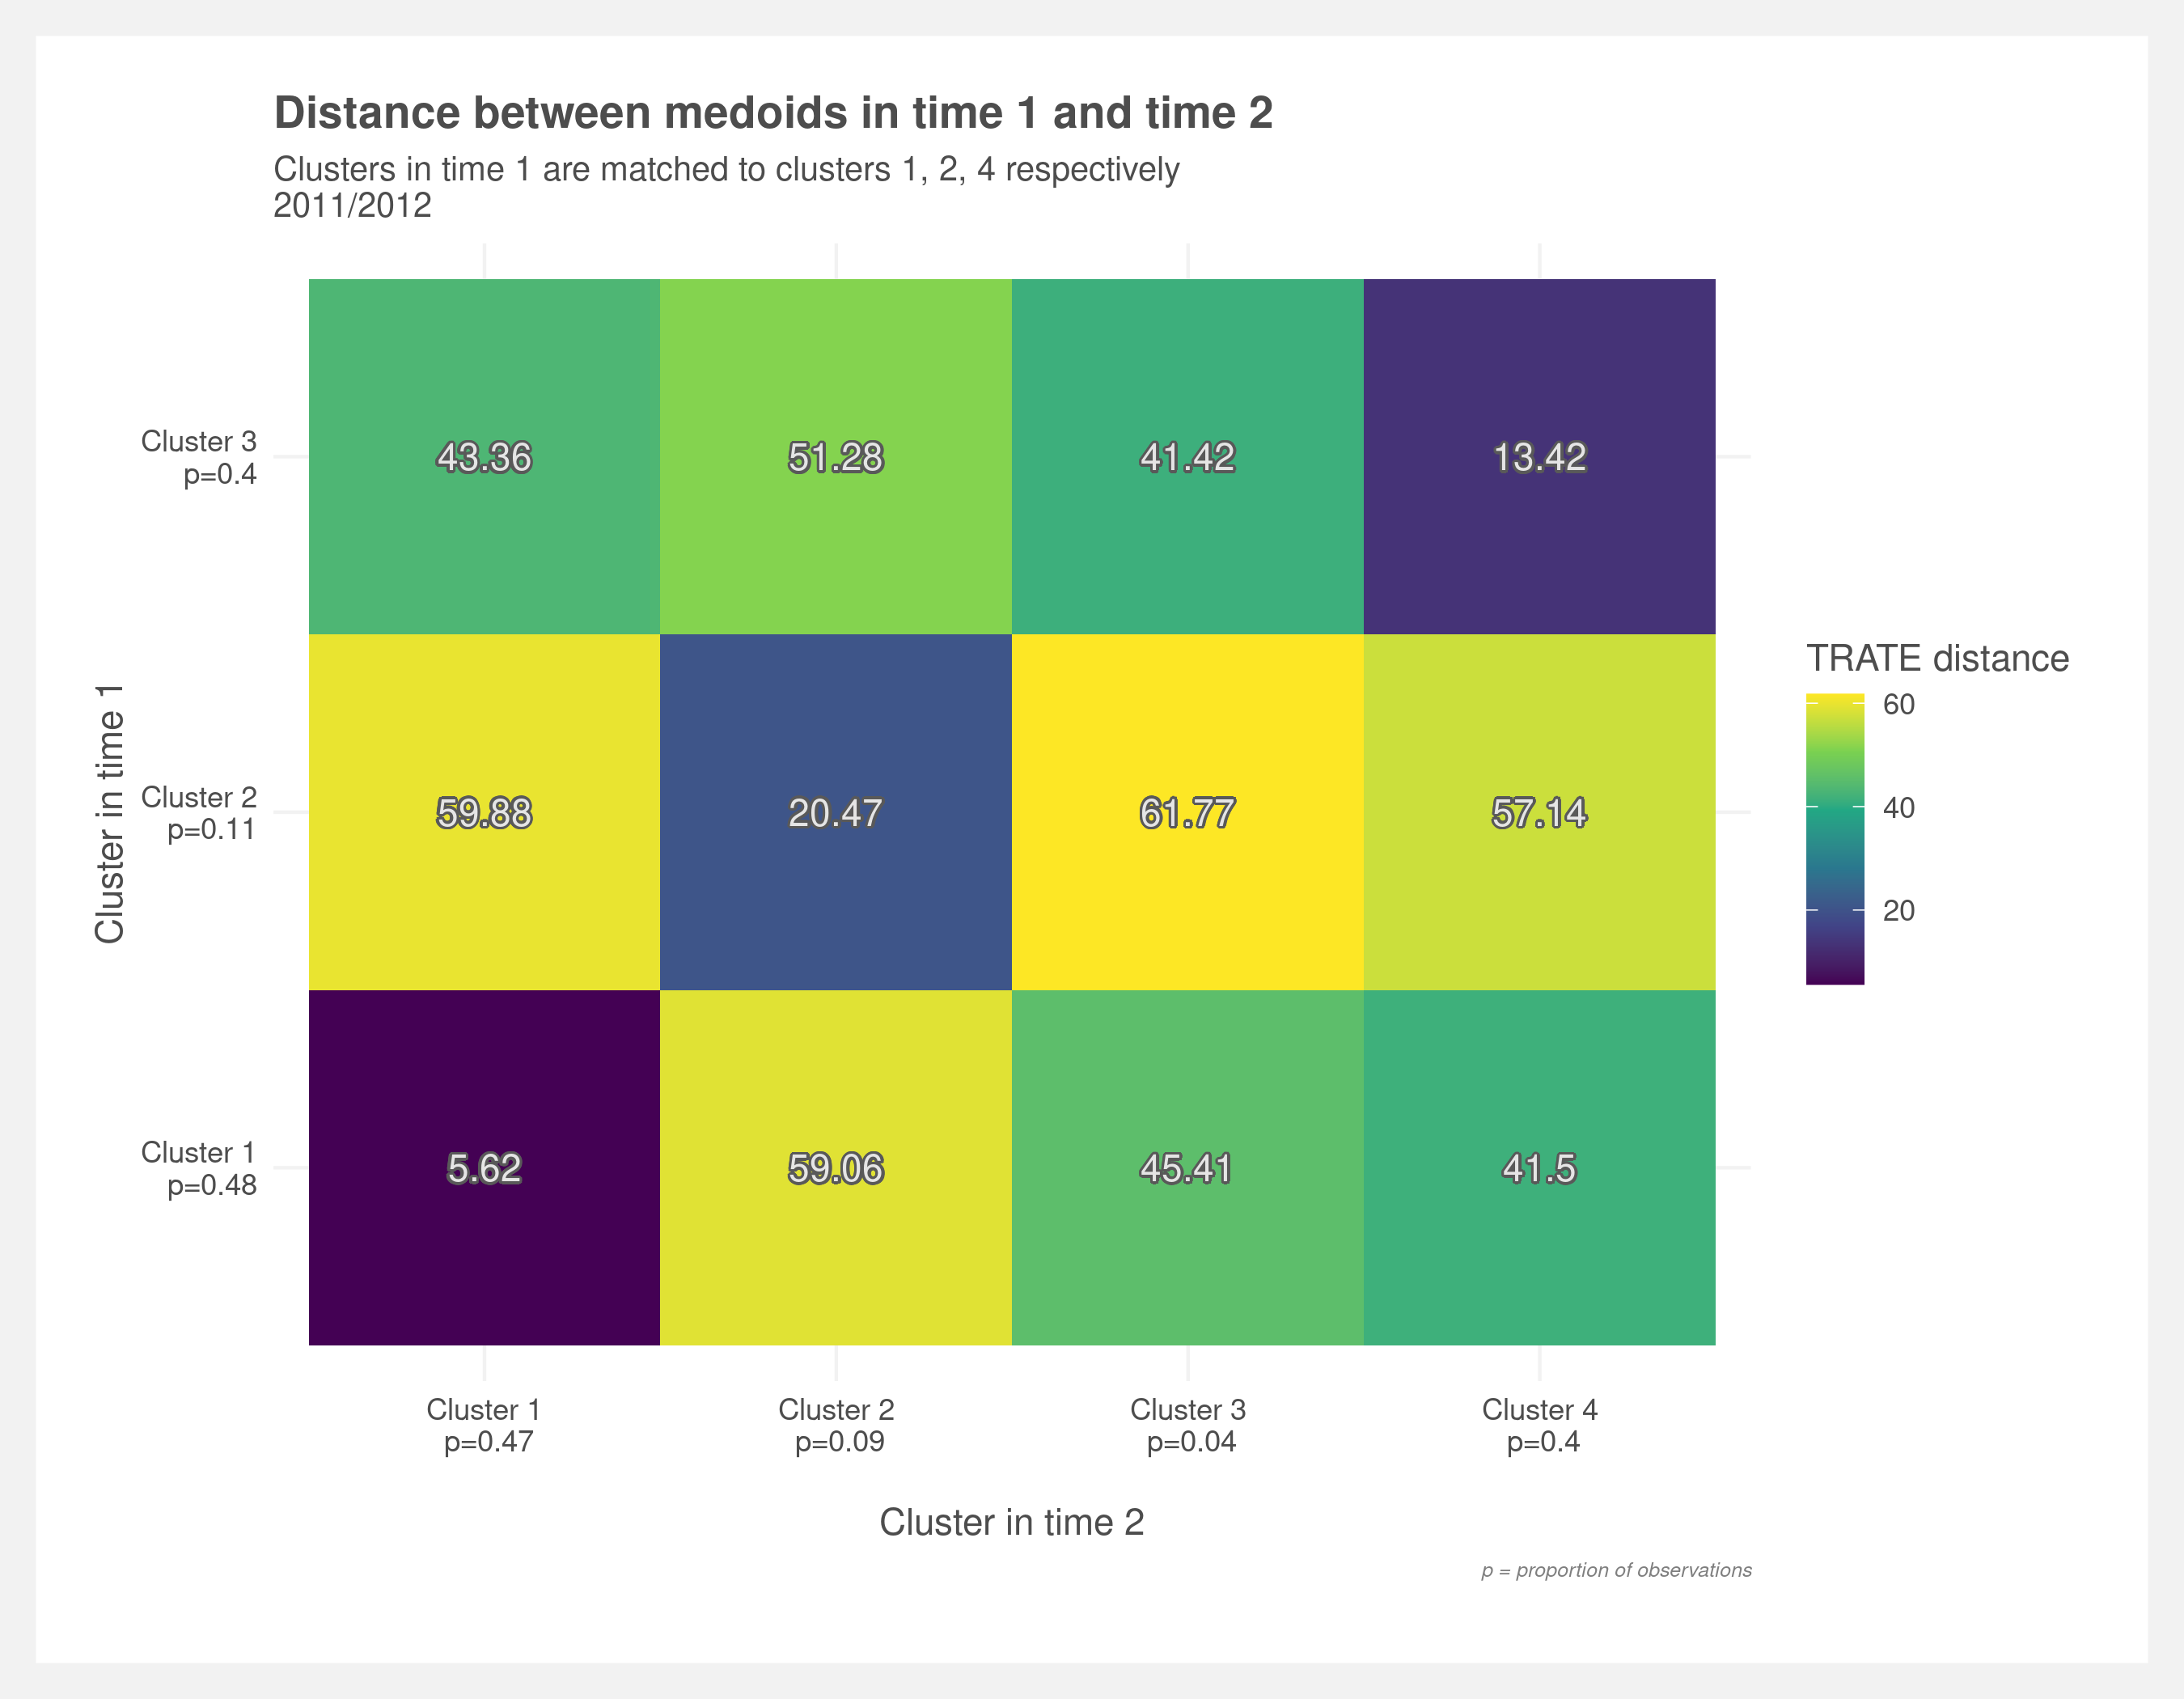 Distance between medoids in time 1 and time 2
Clusters in time 1 are matched to clusters 1, 2, 4 respectively
2011/2012
Cluster in time 1
Cluster 3
p=0.4
43.36
51.28
41.42
13.42
Cluster 2
p=0.11
59.88
20.47
61.77
57.14
Cluster 1
p=0.48
5.62
59.06
45.41
41.5
Cluster 1
p=0.47
Cluster 2
p=0.09
Cluster 3
p=0.04
Cluster 4
p=0.4
Cluster in time 2
TRATE distance
60
40
20
p = proportion of observations